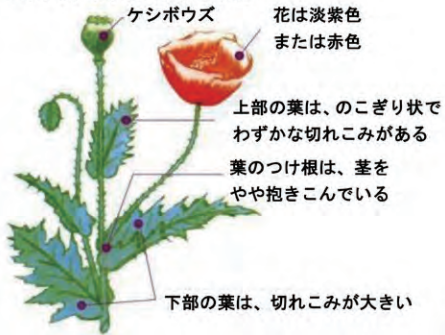 ケシボウズ
花は淡紫色
または赤色
上部の葉は、のこぎり状で
わずかな切れこみがある
葉のつけ根は、茎を
やや抱きこんでいる
下部の葉は、切れこみが大きい